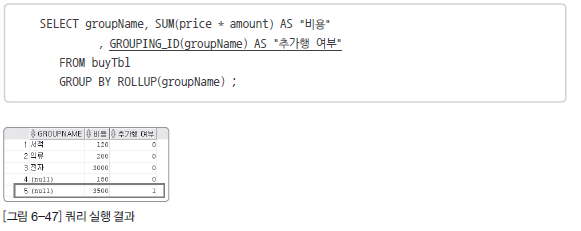 SELECT groupName, SUM(price * amount) AS "비용"
, GROUPING_ID(groupName) AS "추가행 여부"
FROM buyTbl
GROUP BY ROLLUP(groupName) ;
GROUPNAME 비용 추가행 여부
1 서적 120 0
2 의류 200 0
3 전자 3000 0
4 (null) 180 0
5 (null) 3500 1
[그림 6-47] 쿼리 실행 결과